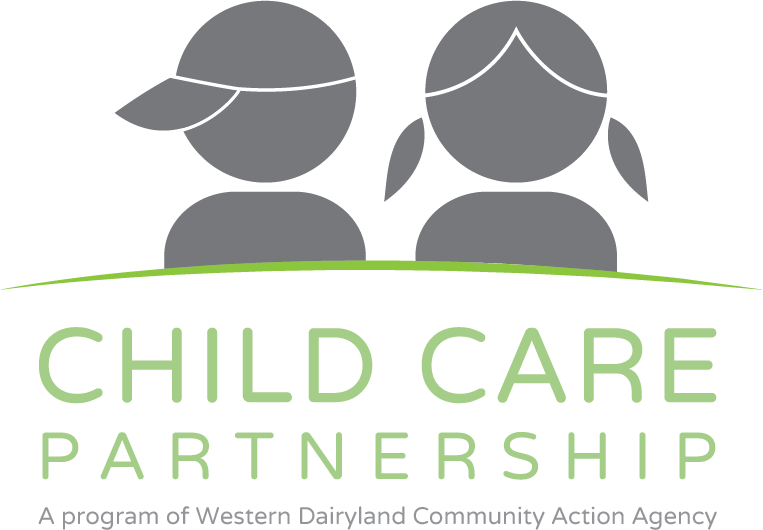 CHILD CARE
PARTNERSHIP
A program of Western Dairyland Community Action Agency